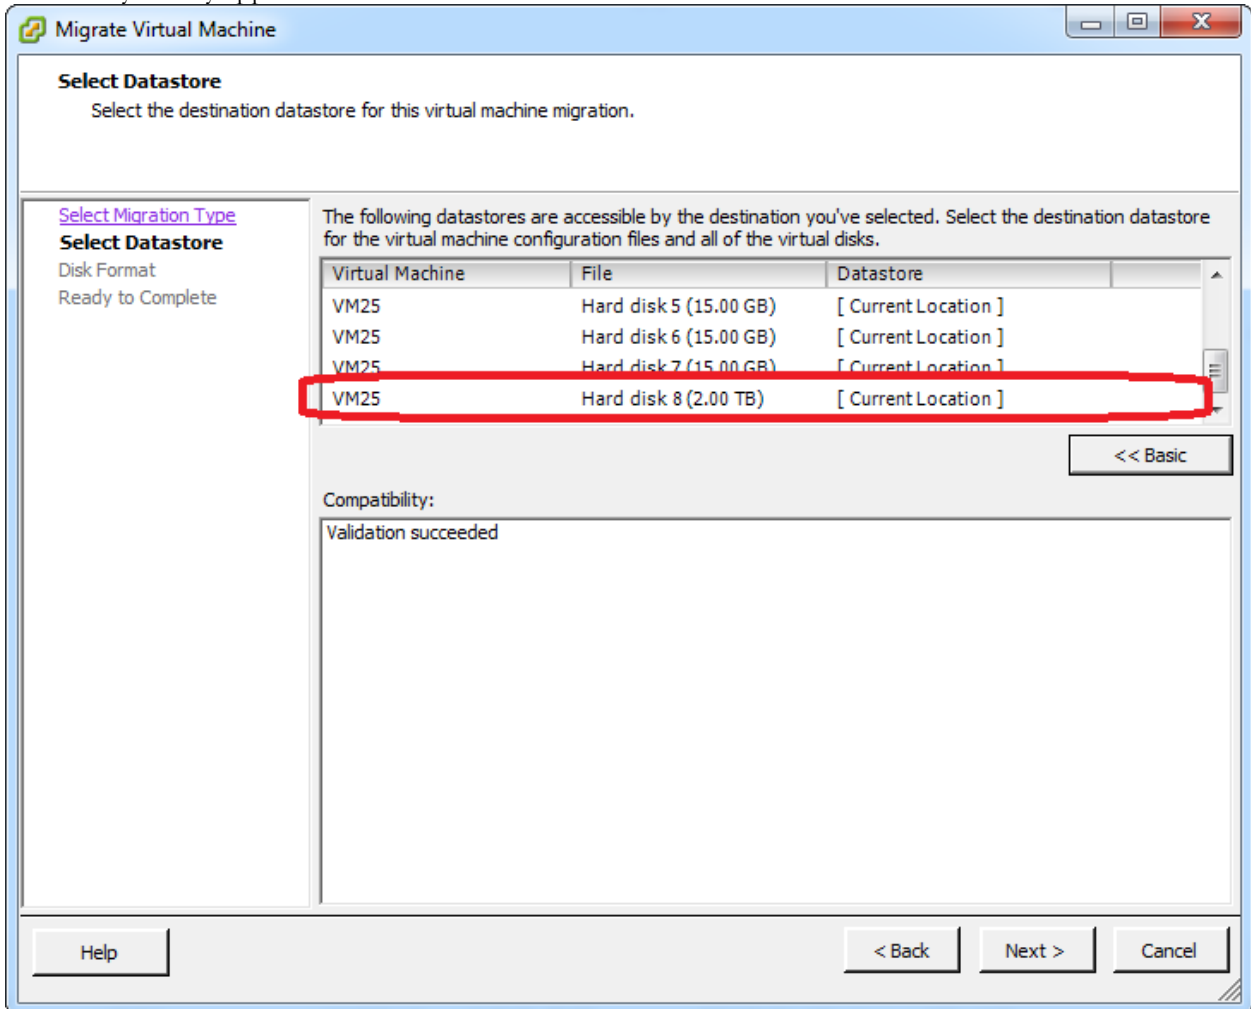 Migrate Virtual Machine
Select Datastore
Select the destination datastore for this virtual machine migration.
Select Migration Type
Select Datastore
Disk Format
Ready to Complete
The following datastores are accessible by the destination you've selected. Select the destination datastore
for the virtual machine configuration files and all of the virtual disks.
Virtual Machine File Datastore
VM25 Hard disk 5 (15.00 GB) [ Current Location ]
VM25 Hard disk 6 (15.00 GB) [ Current Location ]
VM25 Hard disk 7 (15.00 GB) [ Current Location ]
VM25 Hard disk 8 (2.00 TB) [ Current Location ]
<< Basic
Compatibility:
Validation succeeded
Help
< Back
Next >
Cancel